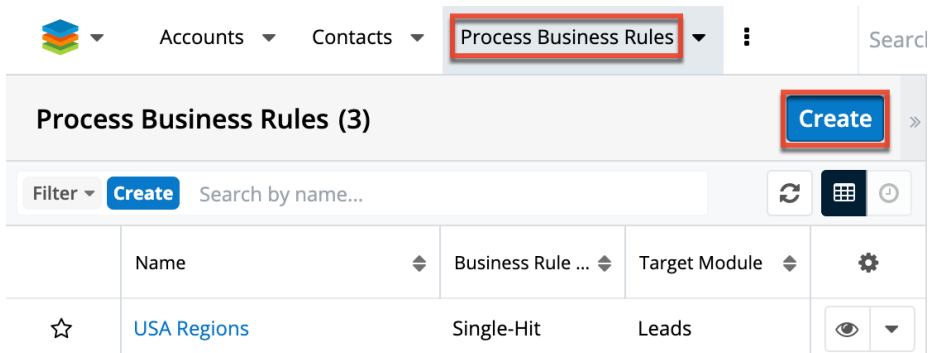 Accounts Contacts Process Business Rules Search
Process Business Rules (3) Create
Filter Create Search by name...
Name Business Rule ... Target Module
USA Regions Single-Hit Leads